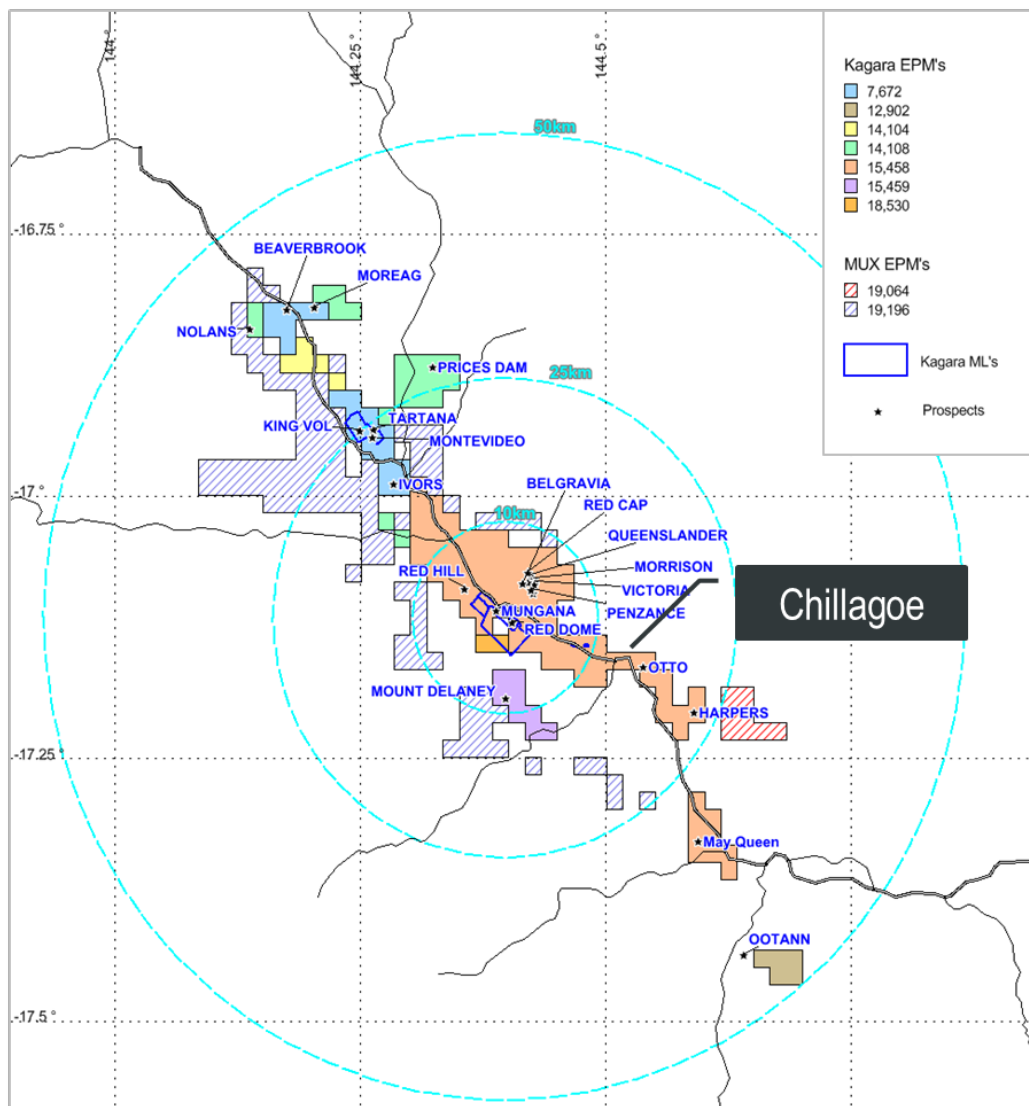 144°
144.25°
144.5°
Kagara EPM's
7,672
12,902
14,104
14,108
15,458
15,459
18,530
MUX EPM's
19,064
19,196
Kagara ML's
Prospects
50km
-16.75°
BEAVERBROOK
MOREAG
NOLANS
PRICES DAM
25km
TARTANA
KING VOL
MONTEVIDEO
IVORS
-17°
BELGRAVIA
10km
RED CAP
QUEENSLANDER
MORRISON
RED HILL
VICTORIA
Chillagoe
MUNGANA
PENZANCE
RED DOME
OTTO
MOUNT DELANEY
HARPERS
-17.25°
May Queen
OOTANN
-17.5°